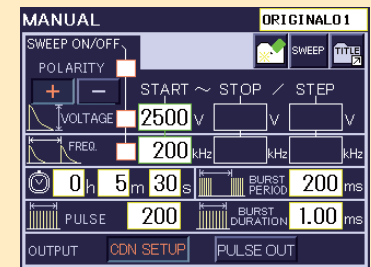 MANUAL ORIGINAL01
SWEEP ON/OFF SWEEP TITLE
POLARITY
+ − START ~ STOP / STEP
VOLTAGE 2500 V V V
FREQ. 200 kHz kHz kHz
0 h 5 m 30 s BURST PERIOD 200 ms
PULSE 200 BURST DURATION 1.00 ms
OUTPUT CDN SETUP PULSE OUT